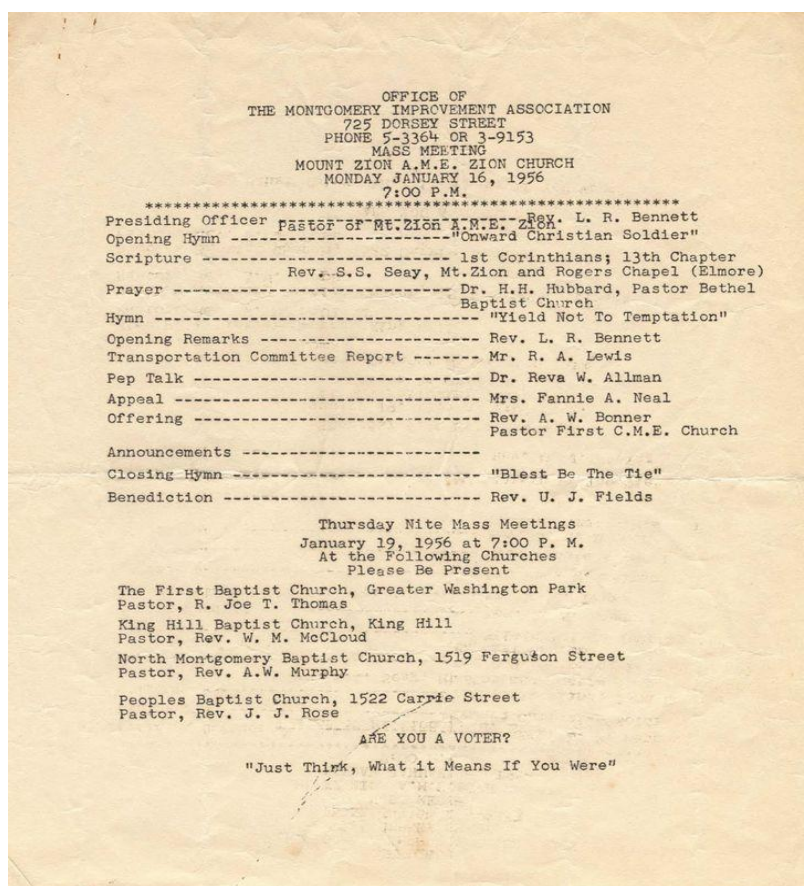 OFFICE OF
THE MONTGOMERY IMPROVEMENT ASSOCIATION
725 DORSEY STREET
PHONE 5-3364 OR 3-9153
MASS MEETING
MOUNT ZION A.M.E. ZION CHURCH
MONDAY JANUARY 16, 1956
7:00 P.M.
*******************************************************
Presiding Officer ------------------------- Rev. L. R. Bennett
Pastor of Mt.Zion A.M.E. Zion
Opening Hymn ----------------------"Onward Christian Soldier"
Scripture ---------------------------- 1st Corinthians; 13th Chapter
Rev. S.S. Seay, Mt.Zion and Rogers Chapel (Elmore)
Prayer ------------------------------ Dr. H.H. Hubbard, Pastor Bethel
Baptist Church
Hymn -------------------------------- "Yield Not To Temptation"
Opening Remarks ---------------------- Rev. L. R. Bennett
Transportation Committee Report ------- Mr. R. A. Lewis
Pep Talk ----------------------------- Dr. Reva W. Allman
Appeal ------------------------------- Mrs. Fannie A. Neal
Offering ----------------------------- Rev. A. W. Bonner
Pastor First C.M.E. Church
Announcements ------------------------
Closing Hymn ------------------------- "Blest Be The Tie"
Benediction -------------------------- Rev. U. J. Fields
Thursday Nite Mass Meetings
January 19, 1956 at 7:00 P. M.
At the Following Churches
Please Be Present
The First Baptist Church, Greater Washington Park
Pastor, R. Joe T. Thomas
King Hill Baptist Church, King Hill
Pastor, Rev. W. M. McCloud
North Montgomery Baptist Church, 1519 Ferguson Street
Pastor, Rev. A.W. Murphy
Peoples Baptist Church, 1522 Carrie Street
Pastor, Rev. J. J. Rose
ARE YOU A VOTER?
"Just Think, What it Means If You Were"